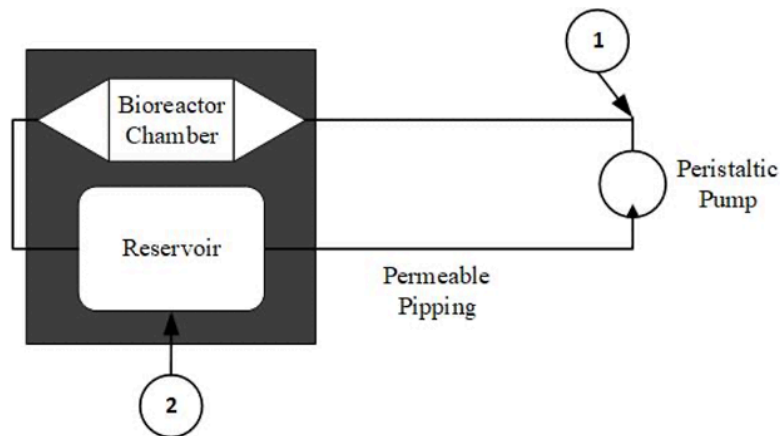 1
Bioreactor
Chamber
Peristaltic
Pump
Reservoir
Permeable
Pipping
2